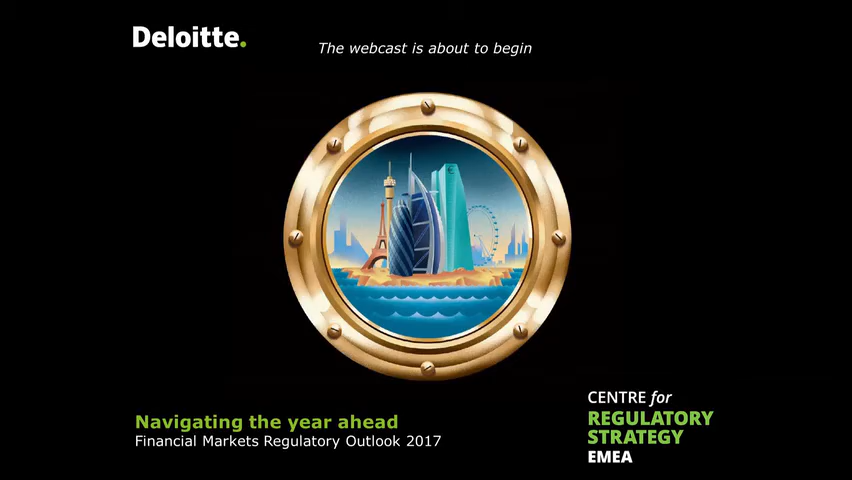 Deloitte.
The webcast is about to begin
Navigating the year ahead
Financial Markets Regulatory Outlook 2017
CENTRE for
REGULATORY
STRATEGY
EMEA